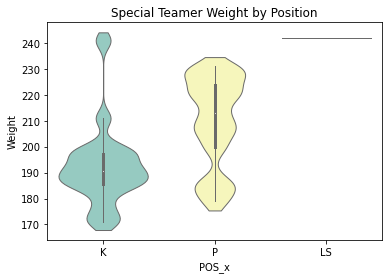 Special Teamer Weight by Position
240
230
220
210
200
190
180
170
Weight
K
P
LS
POS_x